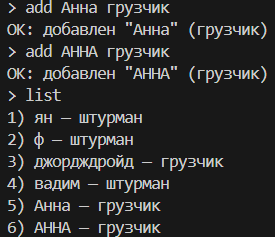 > add Анна грузчик
OK: добавлен "Анна" (грузчик)
> add АННА грузчик
OK: добавлен "АННА" (грузчик)
> list
1) ян — штурман
2) ф — штурман
3) джорджройд — грузчик
4) вадим — штурман
5) Анна — грузчик
6) АННА — грузчик